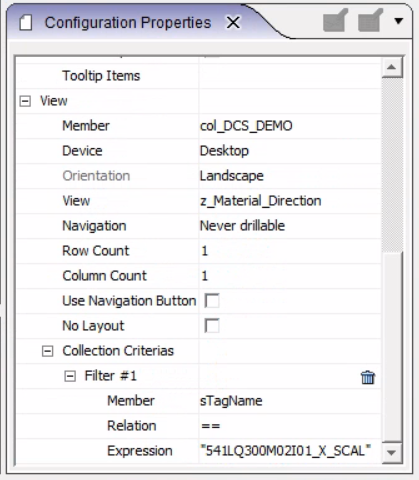 Configuration Properties
Tooltip Items
View
Member col_DCS_DEMO
Device Desktop
Orientation Landscape
View z_Material_Direction
Navigation Never drillable
Row Count 1
Column Count 1
Use Navigation Button
No Layout
Collection Criterias
Filter #1
Member sTagName
Relation ==
Expression "541LQ300M02I01_X_SCAL"